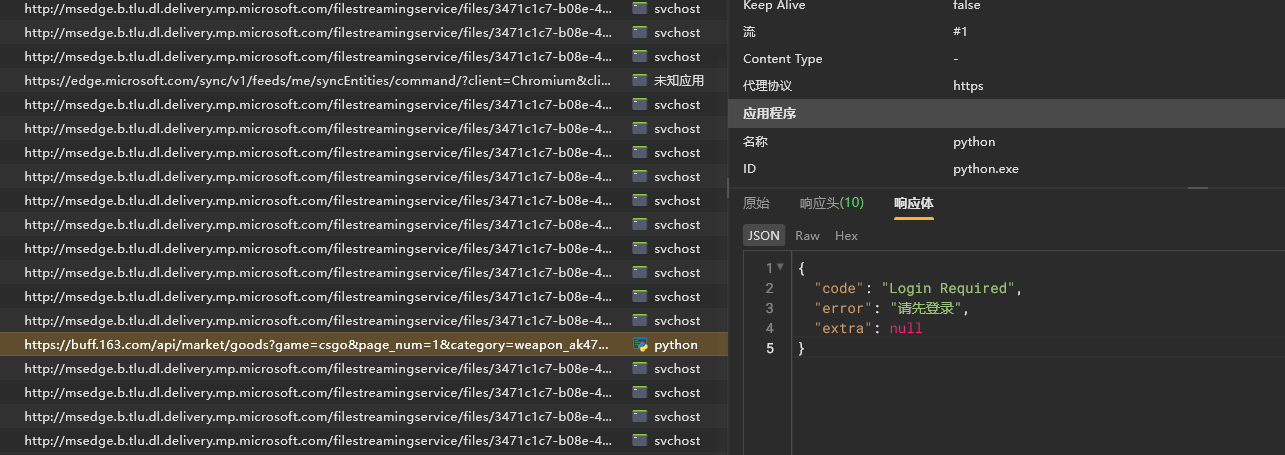 http://msedge.b.tlu.dl.delivery.mp.microsoft.com/filestreamingservice/files/3471c1c7-b08e-4... svchost
http://msedge.b.tlu.dl.delivery.mp.microsoft.com/filestreamingservice/files/3471c1c7-b08e-4... svchost
http://msedge.b.tlu.dl.delivery.mp.microsoft.com/filestreamingservice/files/3471c1c7-b08e-4... svchost
https://edge.microsoft.com/sync/v1/feeds/me/syncEntities/command/?client=Chromium&cli... 未知应用
http://msedge.b.tlu.dl.delivery.mp.microsoft.com/filestreamingservice/files/3471c1c7-b08e-4... svchost
http://msedge.b.tlu.dl.delivery.mp.microsoft.com/filestreamingservice/files/3471c1c7-b08e-4... svchost
http://msedge.b.tlu.dl.delivery.mp.microsoft.com/filestreamingservice/files/3471c1c7-b08e-4... svchost
http://msedge.b.tlu.dl.delivery.mp.microsoft.com/filestreamingservice/files/3471c1c7-b08e-4... svchost
http://msedge.b.tlu.dl.delivery.mp.microsoft.com/filestreamingservice/files/3471c1c7-b08e-4... svchost
http://msedge.b.tlu.dl.delivery.mp.microsoft.com/filestreamingservice/files/3471c1c7-b08e-4... svchost
http://msedge.b.tlu.dl.delivery.mp.microsoft.com/filestreamingservice/files/3471c1c7-b08e-4... svchost
http://msedge.b.tlu.dl.delivery.mp.microsoft.com/filestreamingservice/files/3471c1c7-b08e-4... svchost
http://msedge.b.tlu.dl.delivery.mp.microsoft.com/filestreamingservice/files/3471c1c7-b08e-4... svchost
http://msedge.b.tlu.dl.delivery.mp.microsoft.com/filestreamingservice/files/3471c1c7-b08e-4... svchost
https://buff.163.com/api/market/goods?game=csgo&page_num=1&category=weapon_ak47... python
http://msedge.b.tlu.dl.delivery.mp.microsoft.com/filestreamingservice/files/3471c1c7-b08e-4... svchost
http://msedge.b.tlu.dl.delivery.mp.microsoft.com/filestreamingservice/files/3471c1c7-b08e-4... svchost
http://msedge.b.tlu.dl.delivery.mp.microsoft.com/filestreamingservice/files/3471c1c7-b08e-4... svchost
http://msedge.b.tlu.dl.delivery.mp.microsoft.com/filestreamingservice/files/3471c1c7-b08e-4... svchost
Keep Alive false
流 #1
Content Type -
代理协议 https
应用程序
名称 python
ID python.exe
原始 响应头(10) 响应体
JSON Raw Hex
1 {
2 "code": "Login Required",
3 "error": "请先登录",
4 "extra": null
5 }